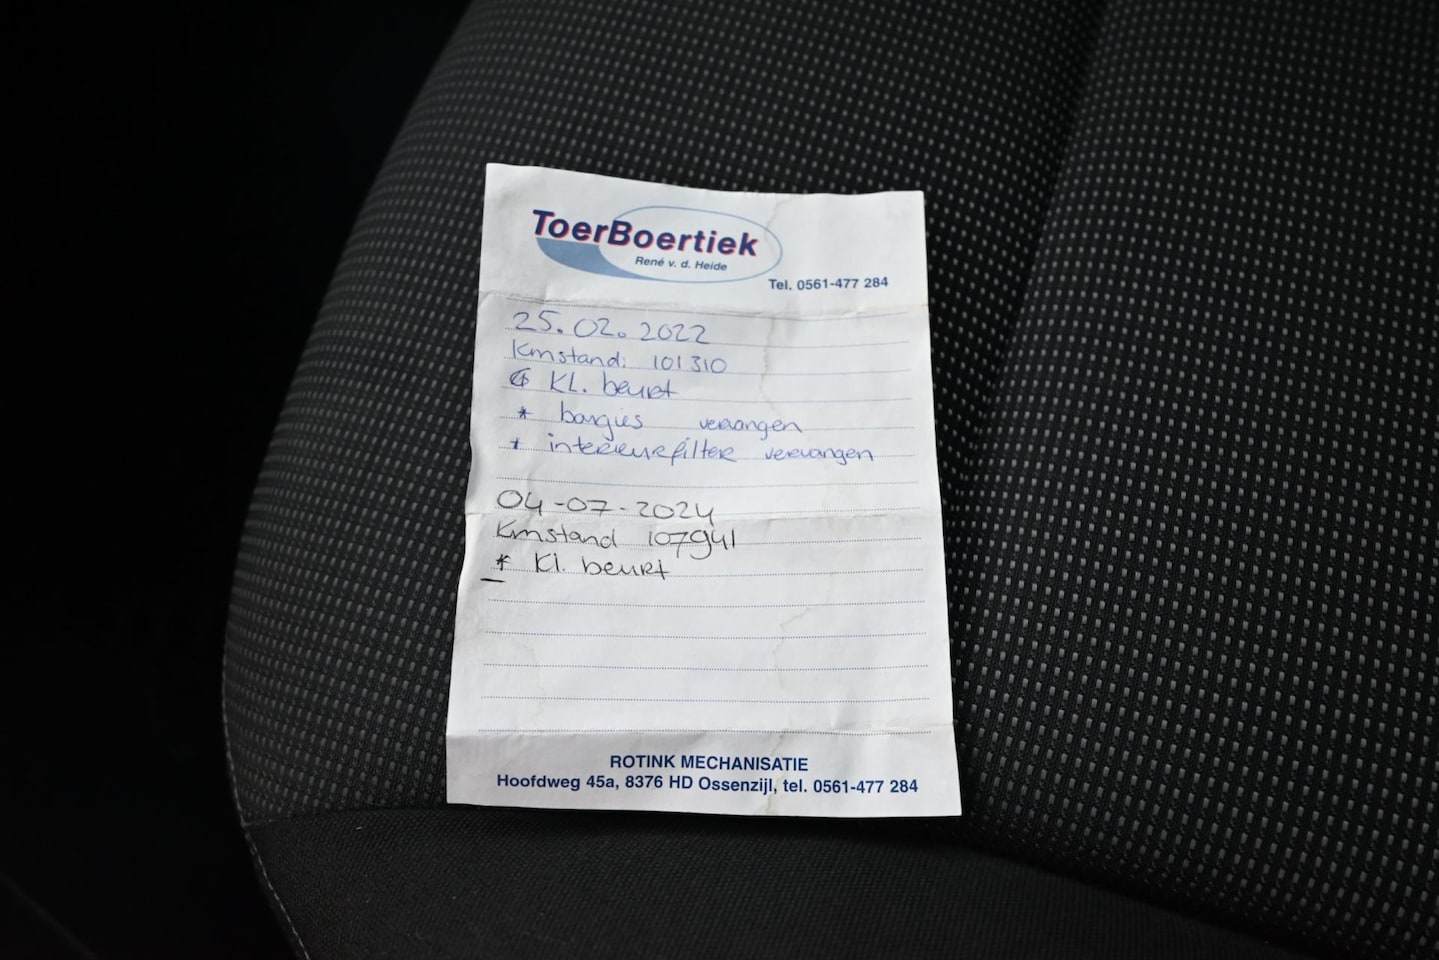 ToerBoertiek
René v. d. Heide
Tel. 0561-477 284
25.02.2022
Kmstand: 101310
KL. beurt
* bougies vervangen
* interieurfilter vervangen
04-07-2024
Kmstand 107941
* Kl. beurt
ROTINK MECHANISATIE
Hoofdweg 45a, 8376 HD Ossenzijl, tel. 0561-477 284